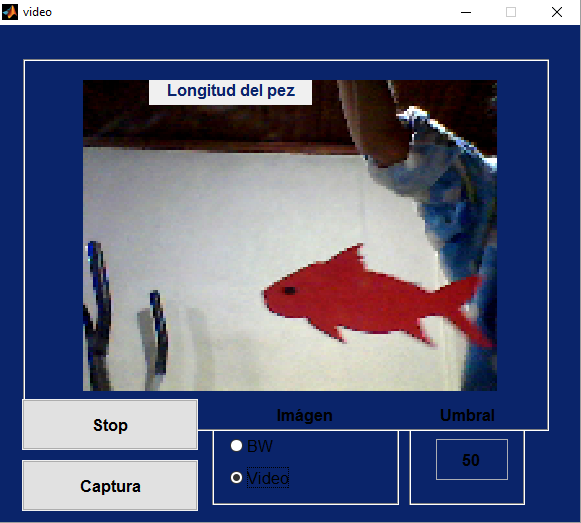 video
Longitud del pez
Stop
Captura
Imágen
BW
Video
Umbral
50